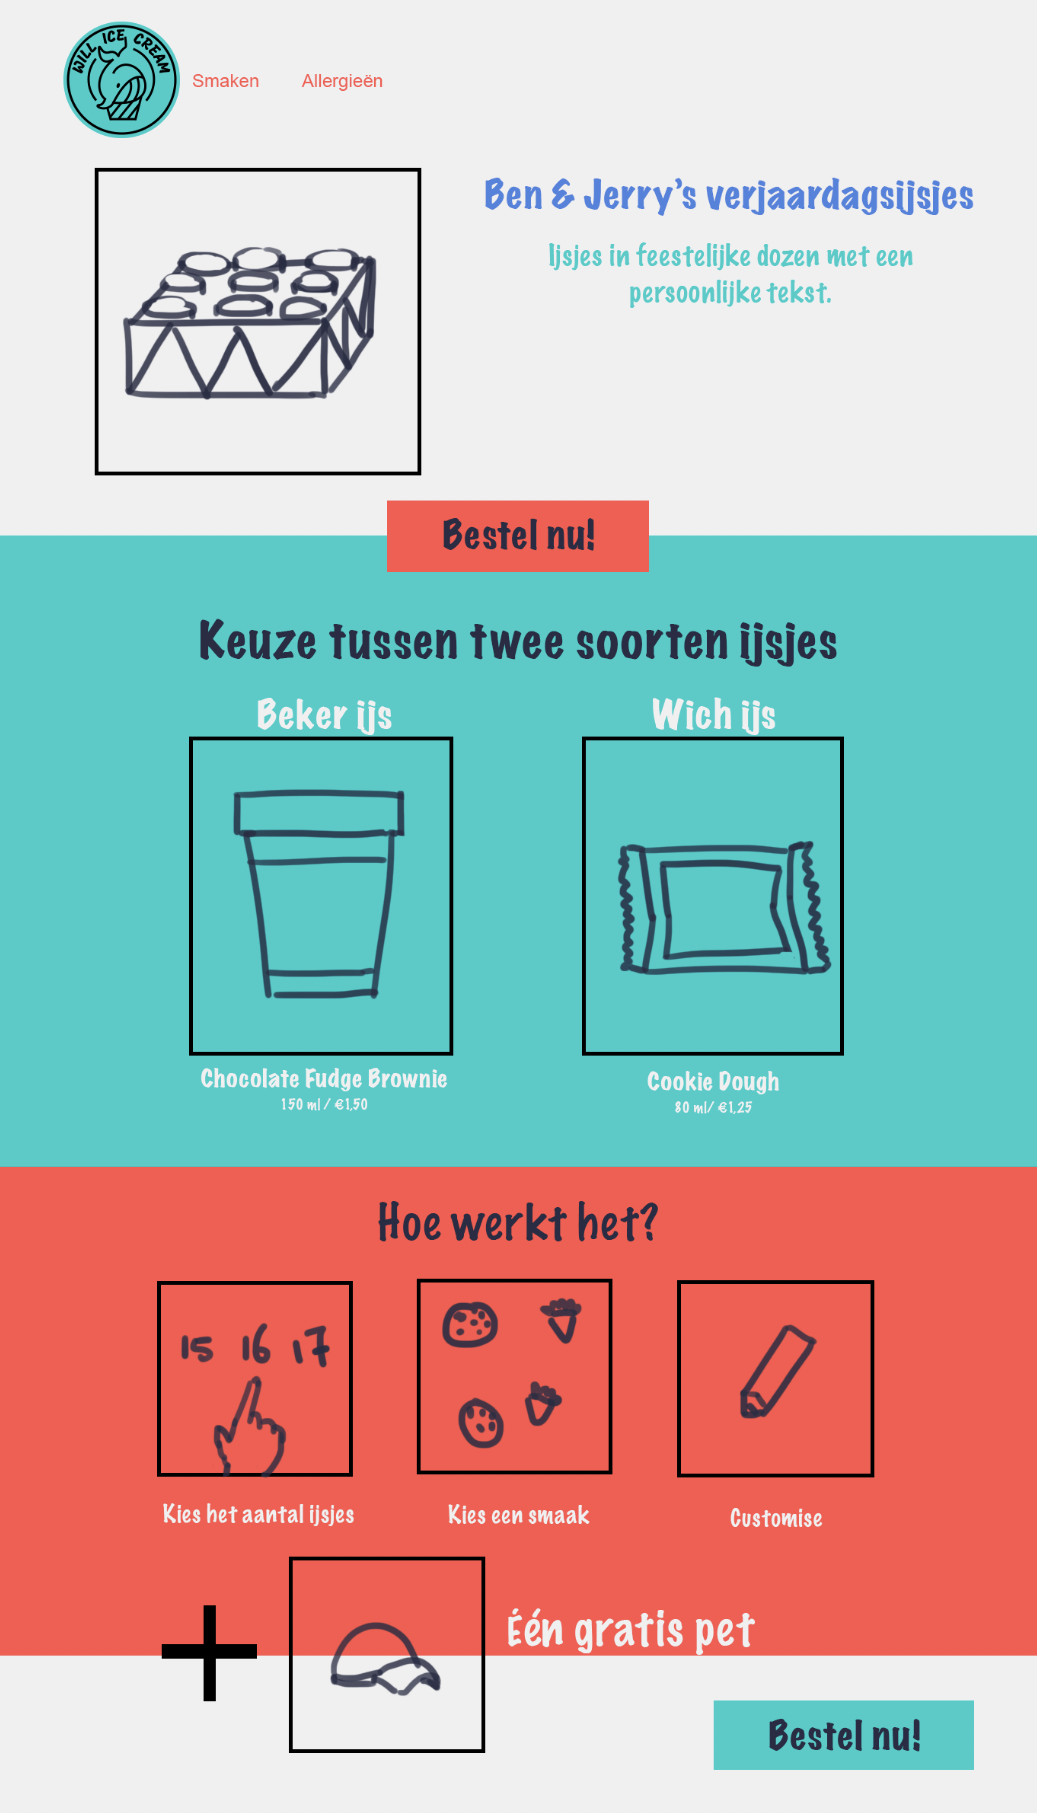 WILL ICE CREAM
Smaken Allergieën
Ben & Jerry's verjaardagsijsjes
Ijsjes in feestelijke dozen met een
persoonlijke tekst.
Bestel nu!
Keuze tussen twee soorten ijsjes
Beker ijs
Wich ijs
Chocolate Fudge Brownie
150 ml / €1,50
Cookie Dough
80 ml/ €1,25
Hoe werkt het?
15 16 17
Kies het aantal ijsjes
Kies een smaak
Customise
Één gratis pet
Bestel nu!